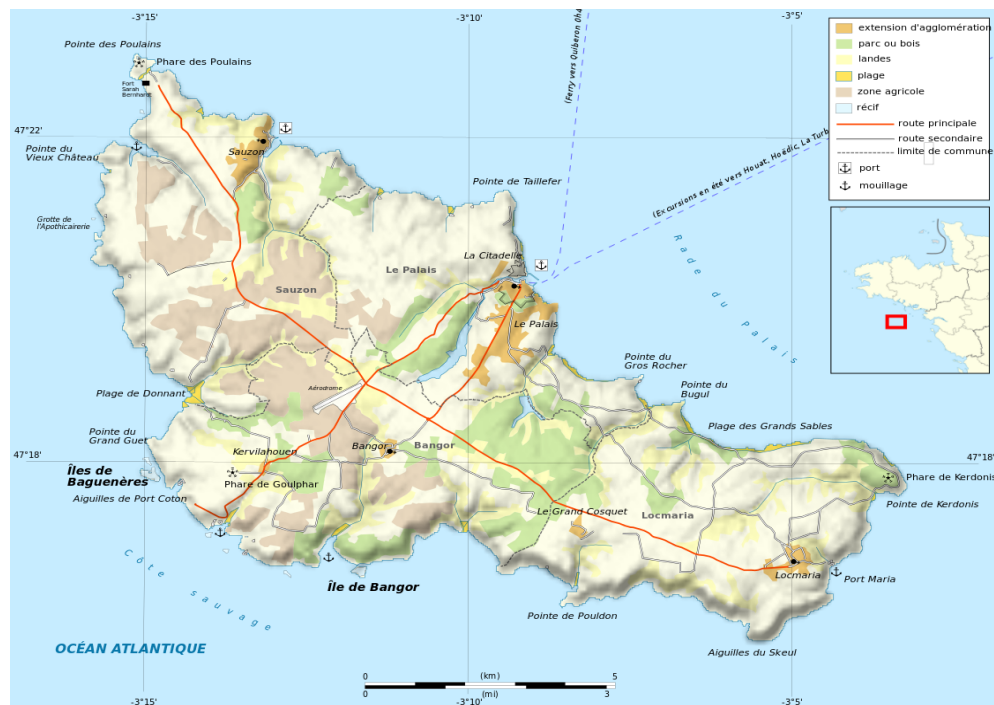 -3°15'
-3°10'
-3°5'
Pointe des Poulains
Phare des Poulains
Fort
Sarah
Bernhardt
(Ferry vers Quiberon 0h4
extension d'agglomération
parc ou bois
landes
plage
zone agricole
récif
route principale
route secondaire
limite de commune
port
mouillage
47°22'
Pointe du
Vieux Château
Sauzon
(Excursions en été vers Houat, Hoëdic, La Turb
Pointe de Taillefer
Grotte de
l'Apothicairerie
La Citadelle
Le Palais
Sauzon
Rade du Palais
Le Palais
Pointe du
Gros Rocher
Aérodrome
Plage de Donnant
Pointe du
Bugul
Pointe du
Grand Guet
Plage des Grands Sables
Bangor
Bangor
Kervilahouen
47°18'
47°18'
Îles de
Baguenères
Phare de Goulphar
Phare de Kerdonis
Aiguilles de Port Coton
Pointe de Kerdonis
Le Grand Cosquet
Locmaria
Côte sauvage
Île de Bangor
Locmaria
Port Maria
Pointe de Pouldon
OCÉAN ATLANTIQUE
Aiguilles du Skeul
0 (km) 5
0 (mi) 3
-3°15'
-3°10'
-3°5'